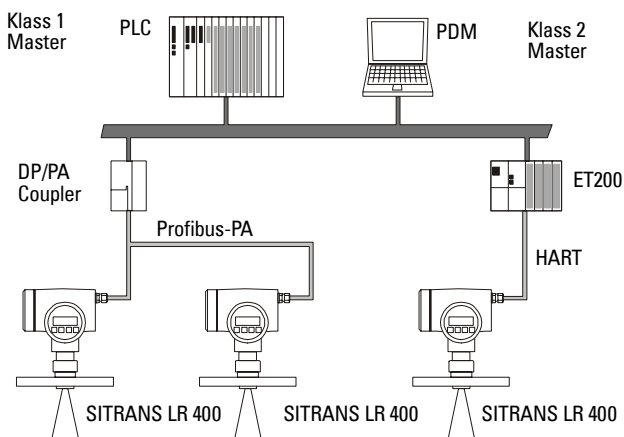 Klass 1
Master
PLC
PDM
Klass 2
Master
DP/PA
Coupler
ET200
Profibus-PA
HART
SITRANS LR 400
SITRANS LR 400
SITRANS LR 400